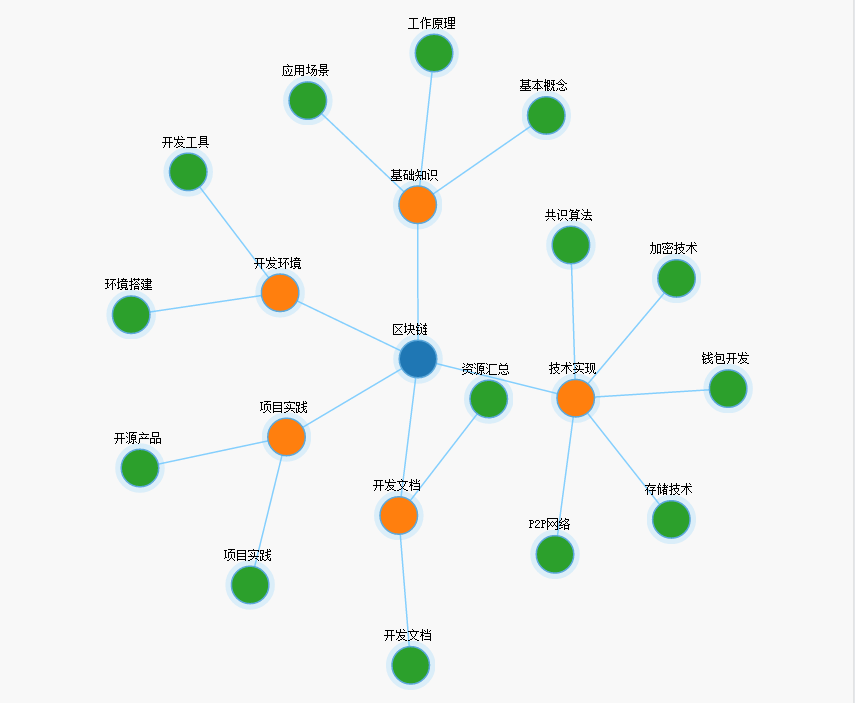 工作原理
应用场景
基本概念
开发工具
基础知识
共识算法
加密技术
开发环境
环境搭建
区块链
钱包开发
资源汇总
技术实现
项目实践
开源产品
开发文档
存储技术
P2P网络
项目实践
开发文档